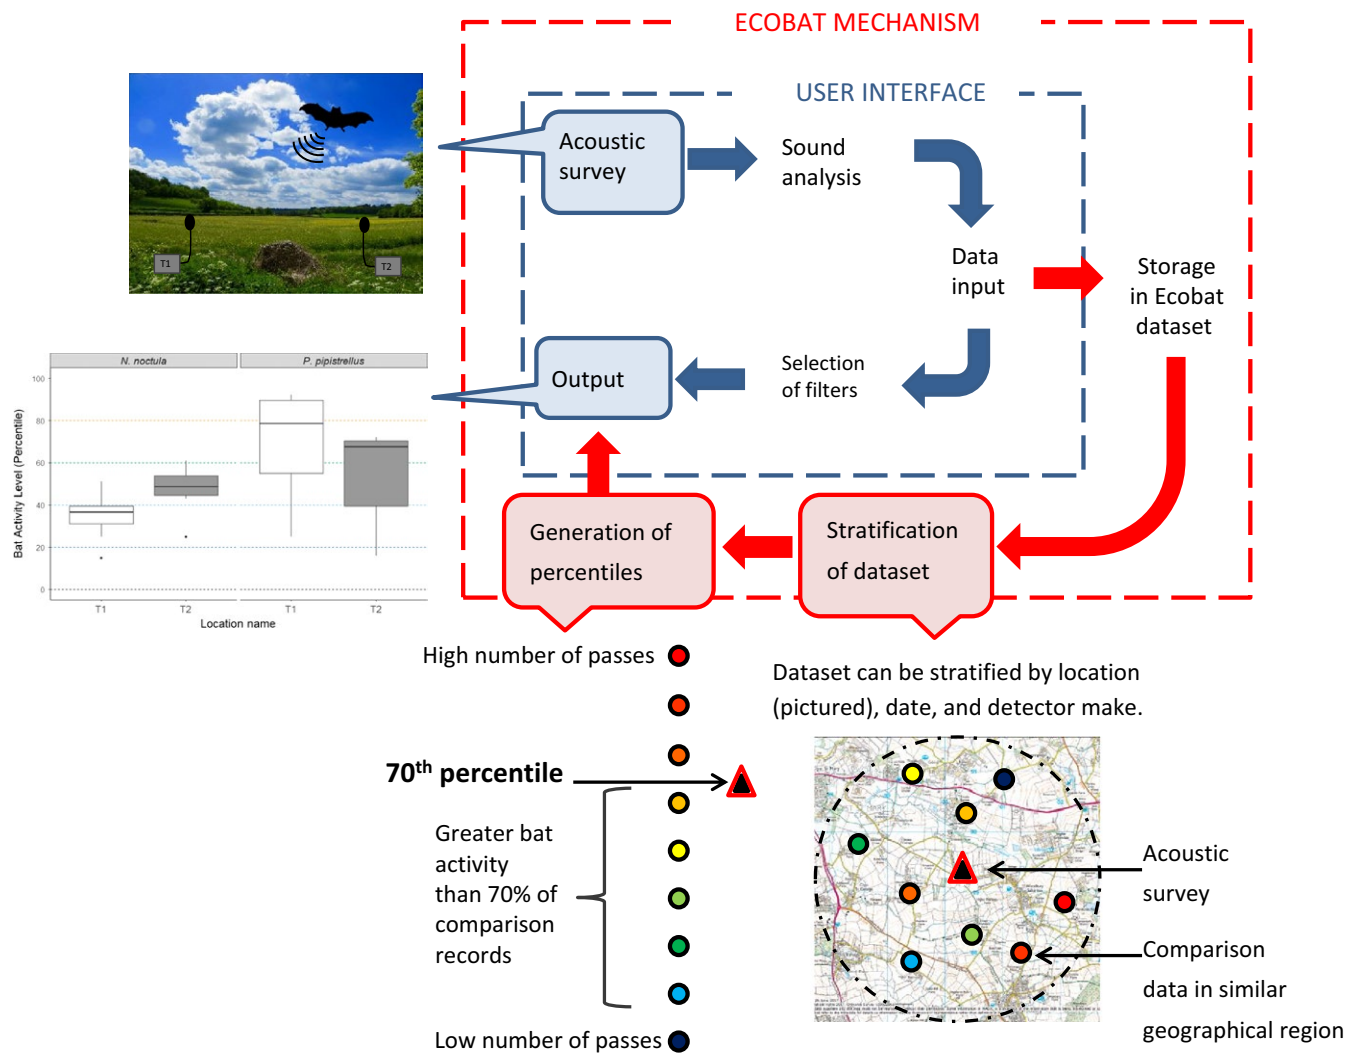 ECOBAT MECHANISM
USER INTERFACE
Acoustic
survey
Sound
analysis
Data
input
Storage
in Ecobat
dataset
Selection
of filters
Output
Generation of
percentiles
Stratification
of dataset
T1
T2
N. noctula
P. pipistrellus
Bat Activity Level (Percentile)
100
80
60
40
20
0
T1
T2
T1
T2
Location name
High number of passes
70th percentile
Greater bat
activity
than 70% of
comparison
records
Low number of passes
Dataset can be stratified by location
(pictured), date, and detector make.
Acoustic
survey
Comparison
data in similar
geographical region